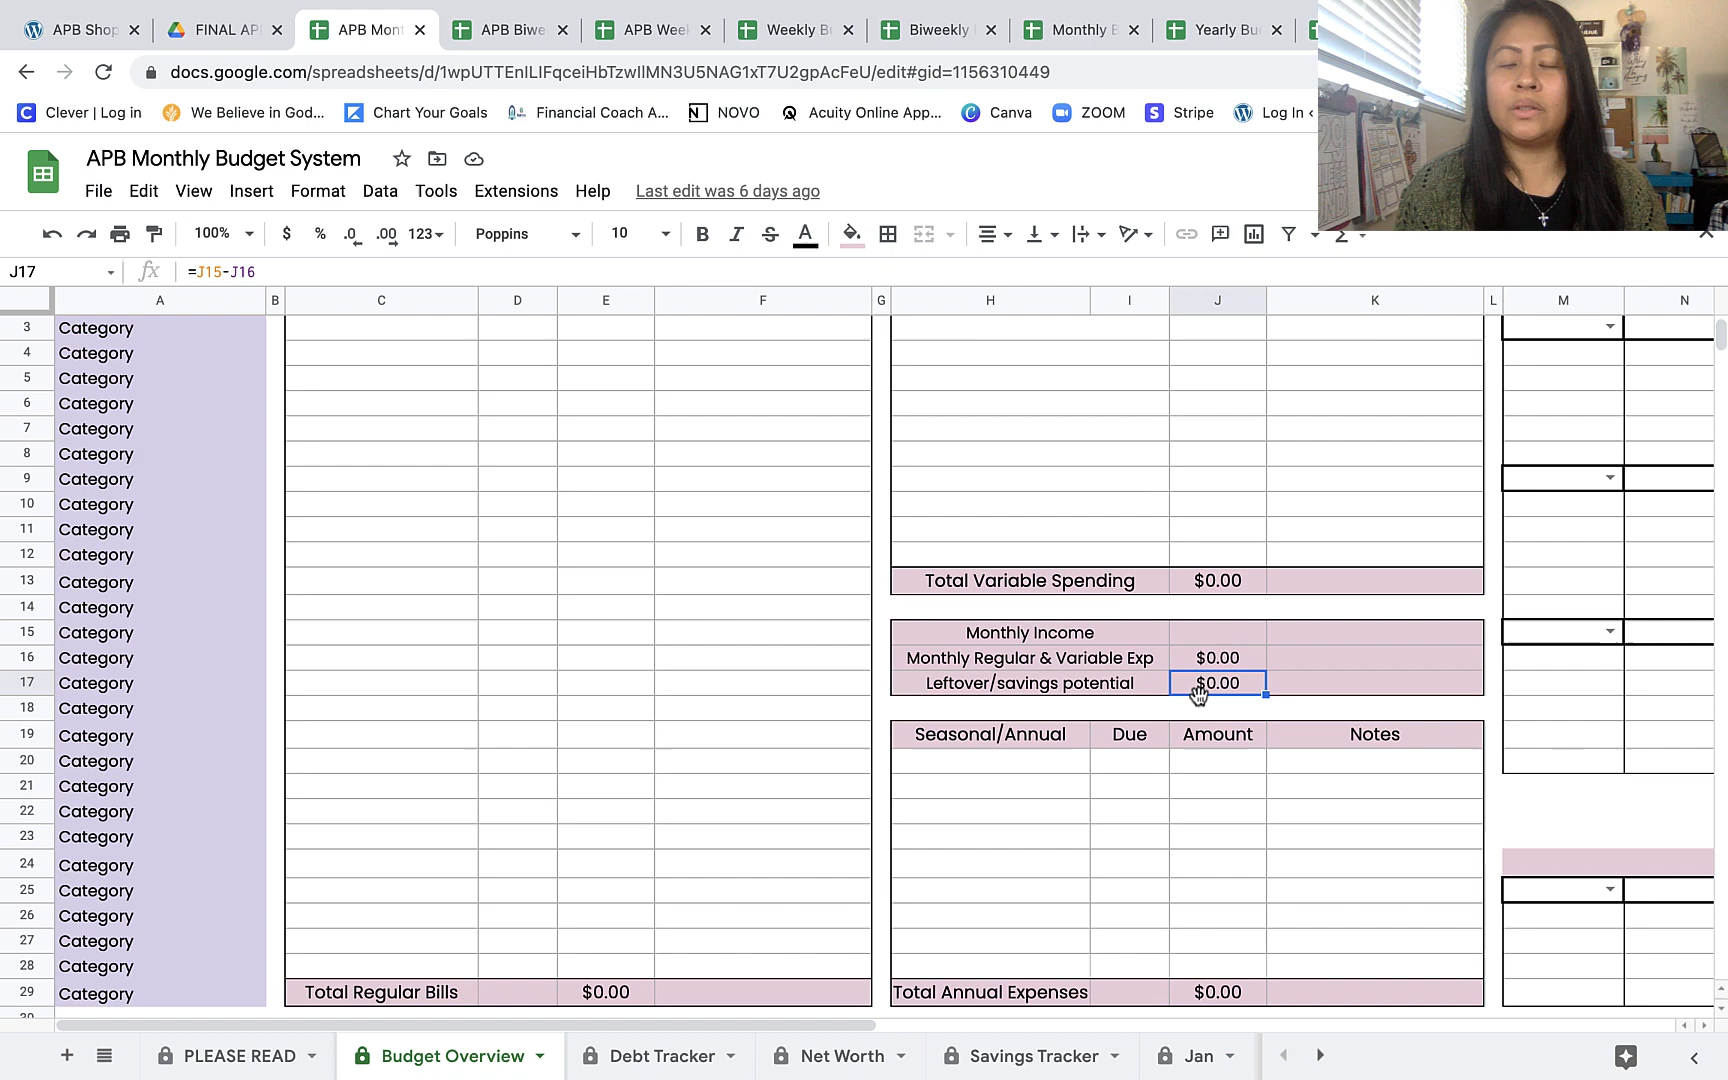 APB Shop
FINAL AP
APB Mont
APB Biwe
APB Wee
Weekly B
Biweekly
Monthly B
Yearly Bu
docs.google.com/spreadsheets/d/1wpUTTEnILIFqceiHbTzwIlMN3U5NAG1xT7U2gpAcFeU/edit#gid=1156310449
Clever | Log in
We Believe in God...
Chart Your Goals
Financial Coach A...
NOVO
Acuity Online App...
Canva
ZOOM
Stripe
Log In ‹
APB Monthly Budget System
File Edit View Insert Format Data Tools Extensions Help Last edit was 6 days ago
100% $ % .0 .00 123 Poppins 10 B I S A
J17 fx =J15-J16
A B C D E F G H I J K L M N
3 Category
4 Category
5 Category
6 Category
7 Category
8 Category
9 Category
10 Category
11 Category
12 Category
13 Category Total Variable Spending $0.00
14 Category
15 Category Monthly Income
16 Category Monthly Regular & Variable Exp $0.00
17 Category Leftover/savings potential $0.00
18 Category
19 Category Seasonal/Annual Due Amount Notes
20 Category
21 Category
22 Category
23 Category
24 Category
25 Category
26 Category
27 Category
28 Category
29 Category Total Regular Bills $0.00 Total Annual Expenses $0.00
30
PLEASE READ Budget Overview Debt Tracker Net Worth Savings Tracker Jan